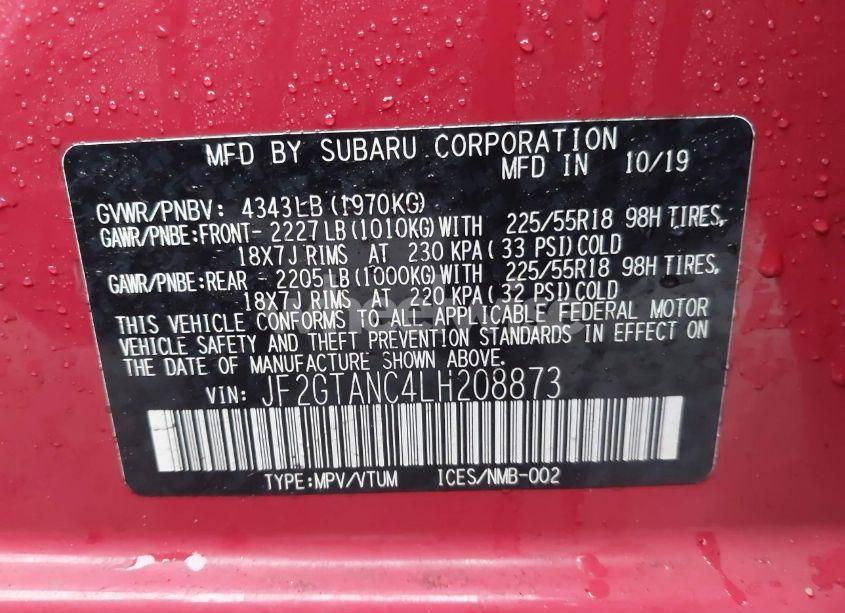 MFD BY SUBARU CORPORATION
MFD IN 10/19
GVWR/PNBV: 4343LB(1970KG)
GAWR/PNBE:FRONT-2227LB(1010KG)WITH 225/55R18 98H TIRES,
18X7J RIMS AT 230 KPA(33 PSI)COLD
GAWR/PNBE:REAR -2205LB(1000KG)WITH 225/55R18 98H TIRES,
18X7J RIMS AT 220 KPA(32 PSI)COLD
THIS VEHICLE CONFORMS TO ALL APPLICABLE FEDERAL MOTOR
VEHICLE SAFETY AND THEFT PREVENTION STANDARDS IN EFFECT ON
THE DATE OF MANUFACTURE SHOWN ABOVE.
VIN: JF2GTANC4LH208873
TYPE:MPV/VTUM ICES/NMB-002